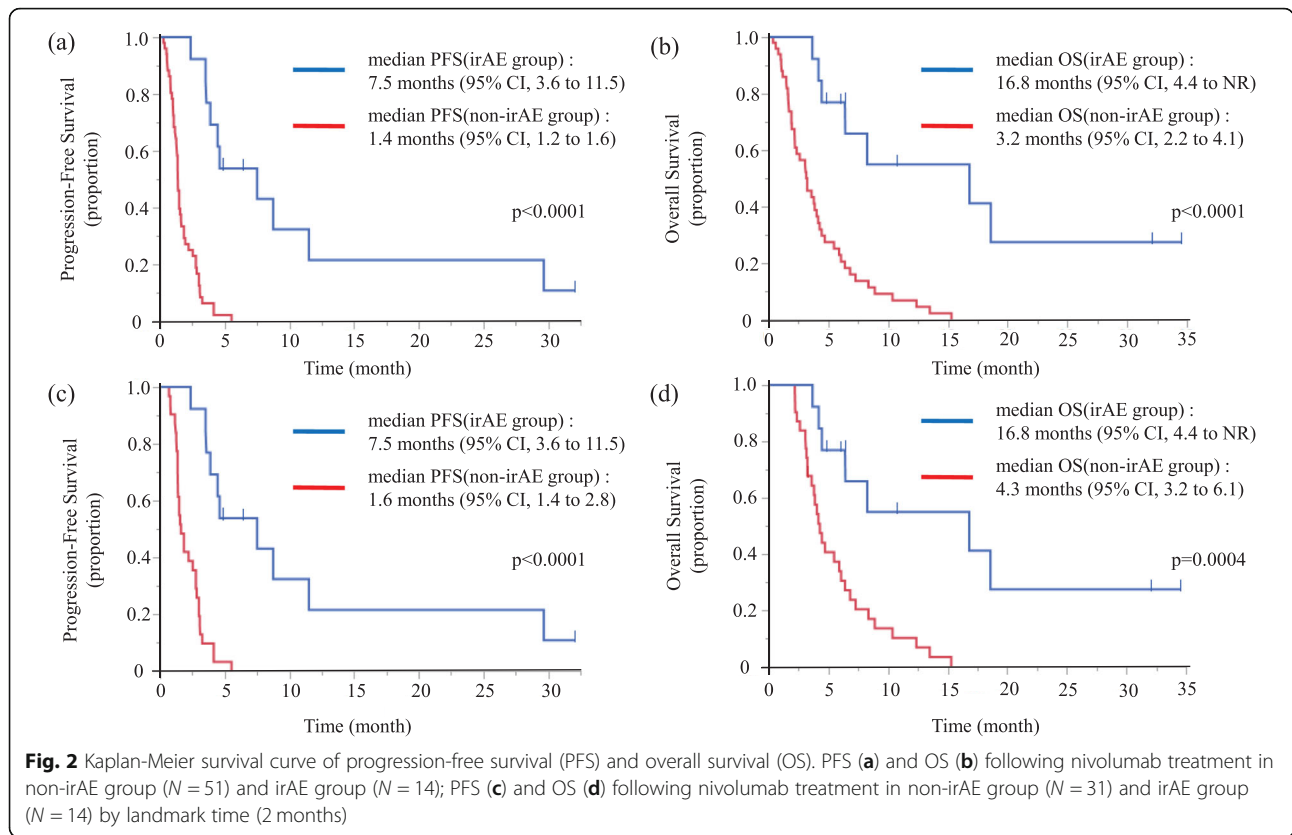 (a)
1.0
0.8
0.6
0.4
0.2
0
Progression-Free Survival
(proportion)
median PFS(irAE group) :
7.5 months (95% CI, 3.6 to 11.5)
median PFS(non-irAE group) :
1.4 months (95% CI, 1.2 to 1.6)
p<0.0001
0 5 10 15 20 25 30
Time (month)
(b)
1.0
0.8
0.6
0.4
0.2
0
Overall Survival
(proportion)
median OS(irAE group) :
16.8 months (95% CI, 4.4 to NR)
median OS(non-irAE group) :
3.2 months (95% CI, 2.2 to 4.1)
p<0.0001
0 5 10 15 20 25 30 35
Time (month)
(c)
1.0
0.8
0.6
0.4
0.2
0
Progression-Free Survival
(proportion)
median PFS(irAE group) :
7.5 months (95% CI, 3.6 to 11.5)
median PFS(non-irAE group) :
1.6 months (95% CI, 1.4 to 2.8)
p<0.0001
0 5 10 15 20 25 30
Time (month)
(d)
1.0
0.8
0.6
0.4
0.2
0
Overall Survival
(proportion)
median OS(irAE group) :
16.8 months (95% CI, 4.4 to NR)
median OS(non-irAE group) :
4.3 months (95% CI, 3.2 to 6.1)
p=0.0004
0 5 10 15 20 25 30 35
Time (month)
Fig. 2 Kaplan-Meier survival curve of progression-free survival (PFS) and overall survival (OS). PFS (a) and OS (b) following nivolumab treatment in
non-irAE group (N = 51) and irAE group (N = 14); PFS (c) and OS (d) following nivolumab treatment in non-irAE group (N = 31) and irAE group
(N = 14) by landmark time (2 months)